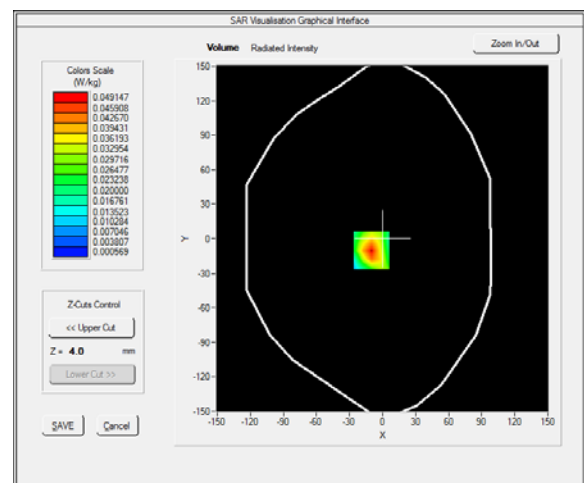 SAR Visualisation Graphical Interface
Volume Radiated Intensity
Zoom In/Out
Colors Scale
(W/kg)
0.049147
0.045908
0.042670
0.039431
0.036193
0.032954
0.029716
0.026477
0.023238
0.020000
0.016761
0.013523
0.010284
0.007046
0.003807
0.000569
Z-Cuts Control
<< Upper Cut
Z = 4.0 mm
Lower Cut >>
SAVE Cancel
150
120
90
60
30
0
-30
-60
-90
-120
-150
Y
-150 -120 -90 -60 -30 0 30 60 90 120 150
X